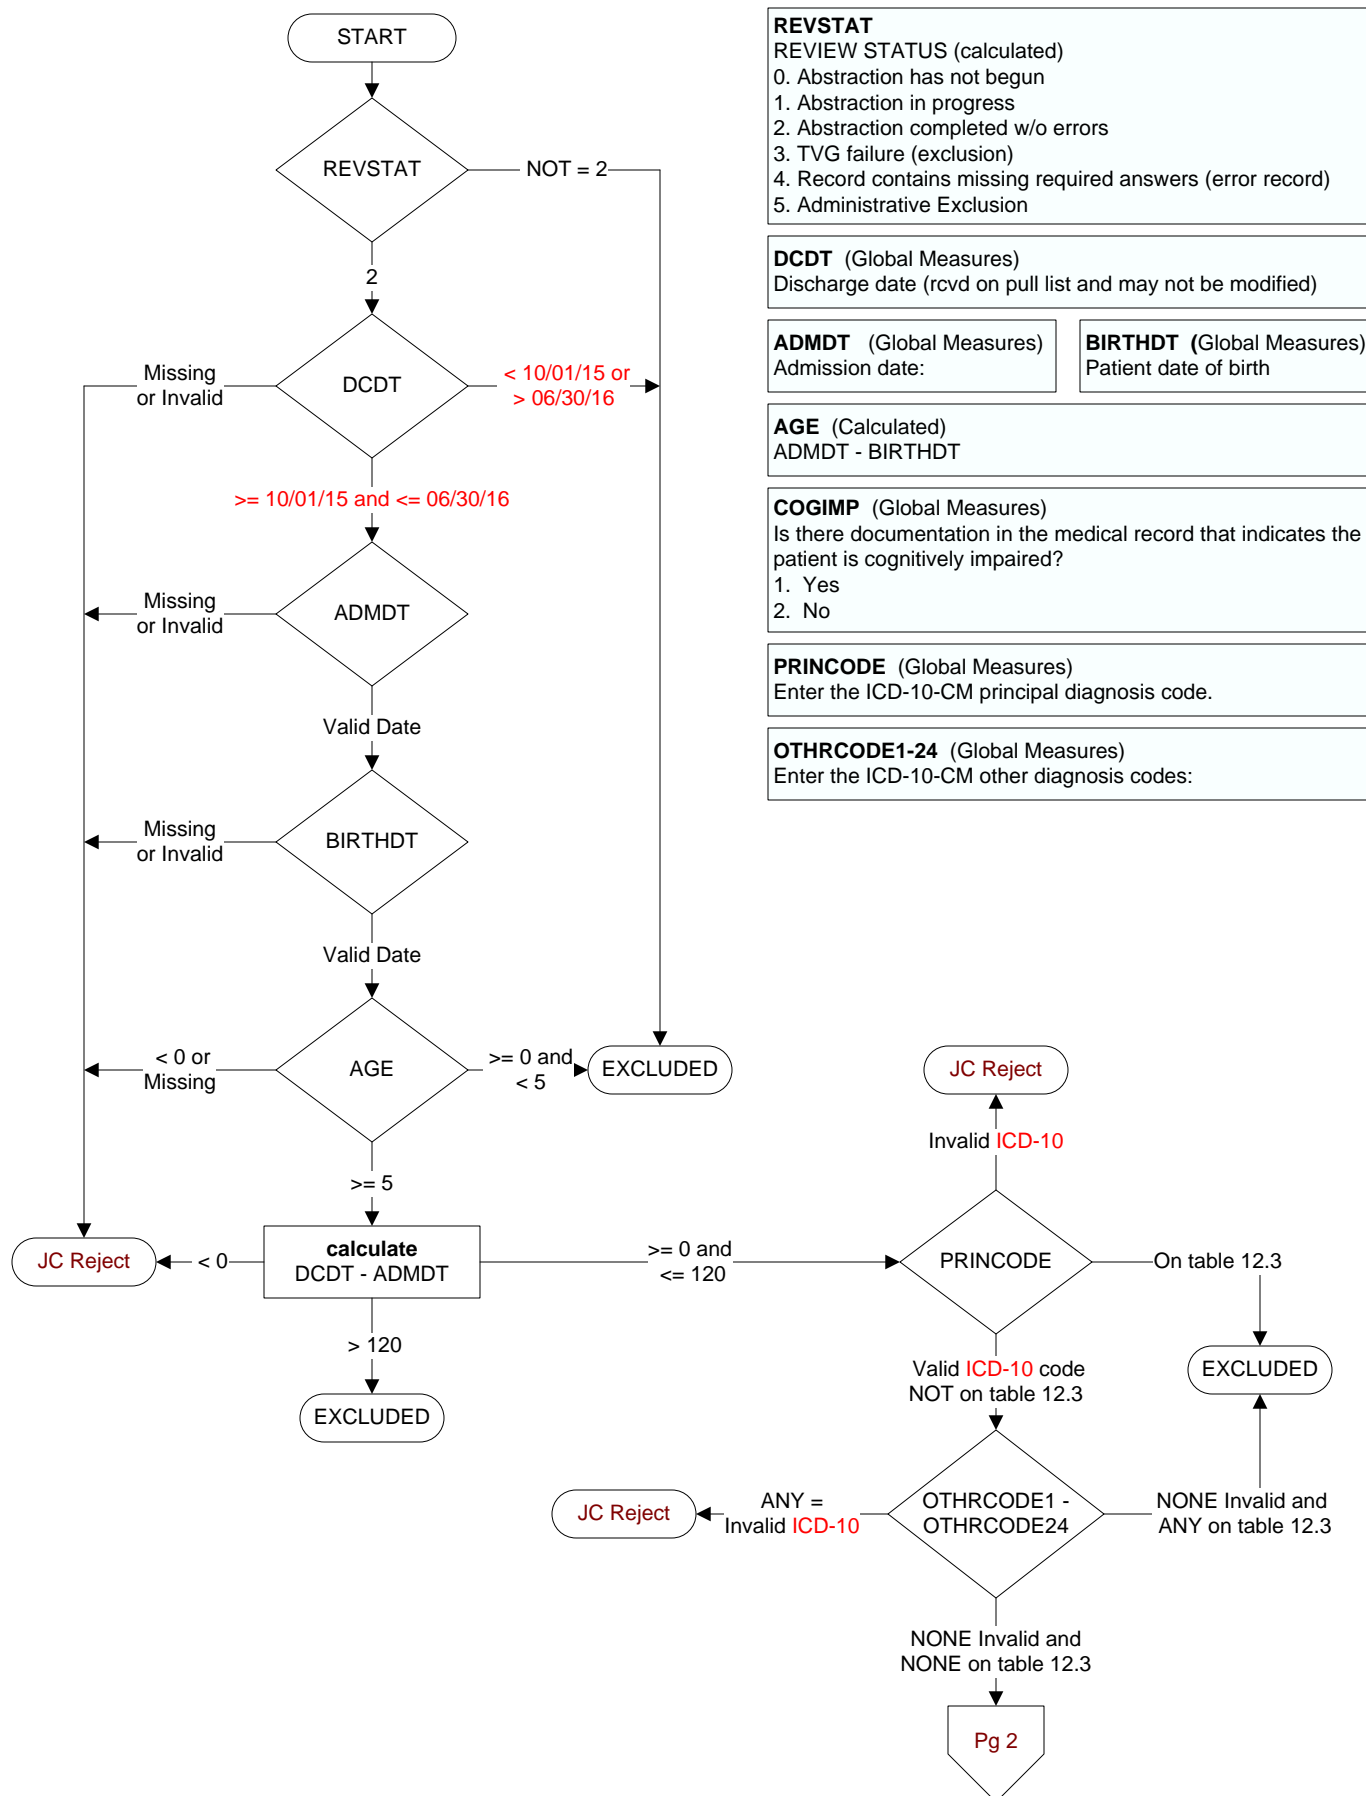 START
REVSTAT
NOT = 2
2
DCDT
Missing
or Invalid
< 10/01/15 or
> 06/30/16
>= 10/01/15 and <= 06/30/16
ADMDT
Missing
or Invalid
Valid Date
BIRTHDT
Missing
or Invalid
Valid Date
AGE
< 0 or
Missing
>= 0 and
< 5
EXCLUDED
>= 5
calculate
DCDT - ADMDT
< 0
JC Reject
> 120
EXCLUDED
>= 0 and
<= 120
REVSTAT
REVIEW STATUS (calculated)
0. Abstraction has not begun
1. Abstraction in progress
2. Abstraction completed w/o errors
3. TVG failure (exclusion)
4. Record contains missing required answers (error record)
5. Administrative Exclusion
DCDT (Global Measures)
Discharge date (rcvd on pull list and may not be modified)
ADMDT (Global Measures)
Admission date:
BIRTHDT (Global Measures)
Patient date of birth
AGE (Calculated)
ADMDT - BIRTHDT
COGIMP (Global Measures)
Is there documentation in the medical record that indicates the
patient is cognitively impaired?
1. Yes
2. No
PRINCODE (Global Measures)
Enter the ICD-10-CM principal diagnosis code.
OTHRCODE1-24 (Global Measures)
Enter the ICD-10-CM other diagnosis codes:
JC Reject
Invalid ICD-10
PRINCODE
On table 12.3
EXCLUDED
Valid ICD-10 code
NOT on table 12.3
OTHRCODE1 -
OTHRCODE24
ANY =
Invalid ICD-10
JC Reject
NONE Invalid and
ANY on table 12.3
NONE Invalid and
NONE on table 12.3
Pg 2